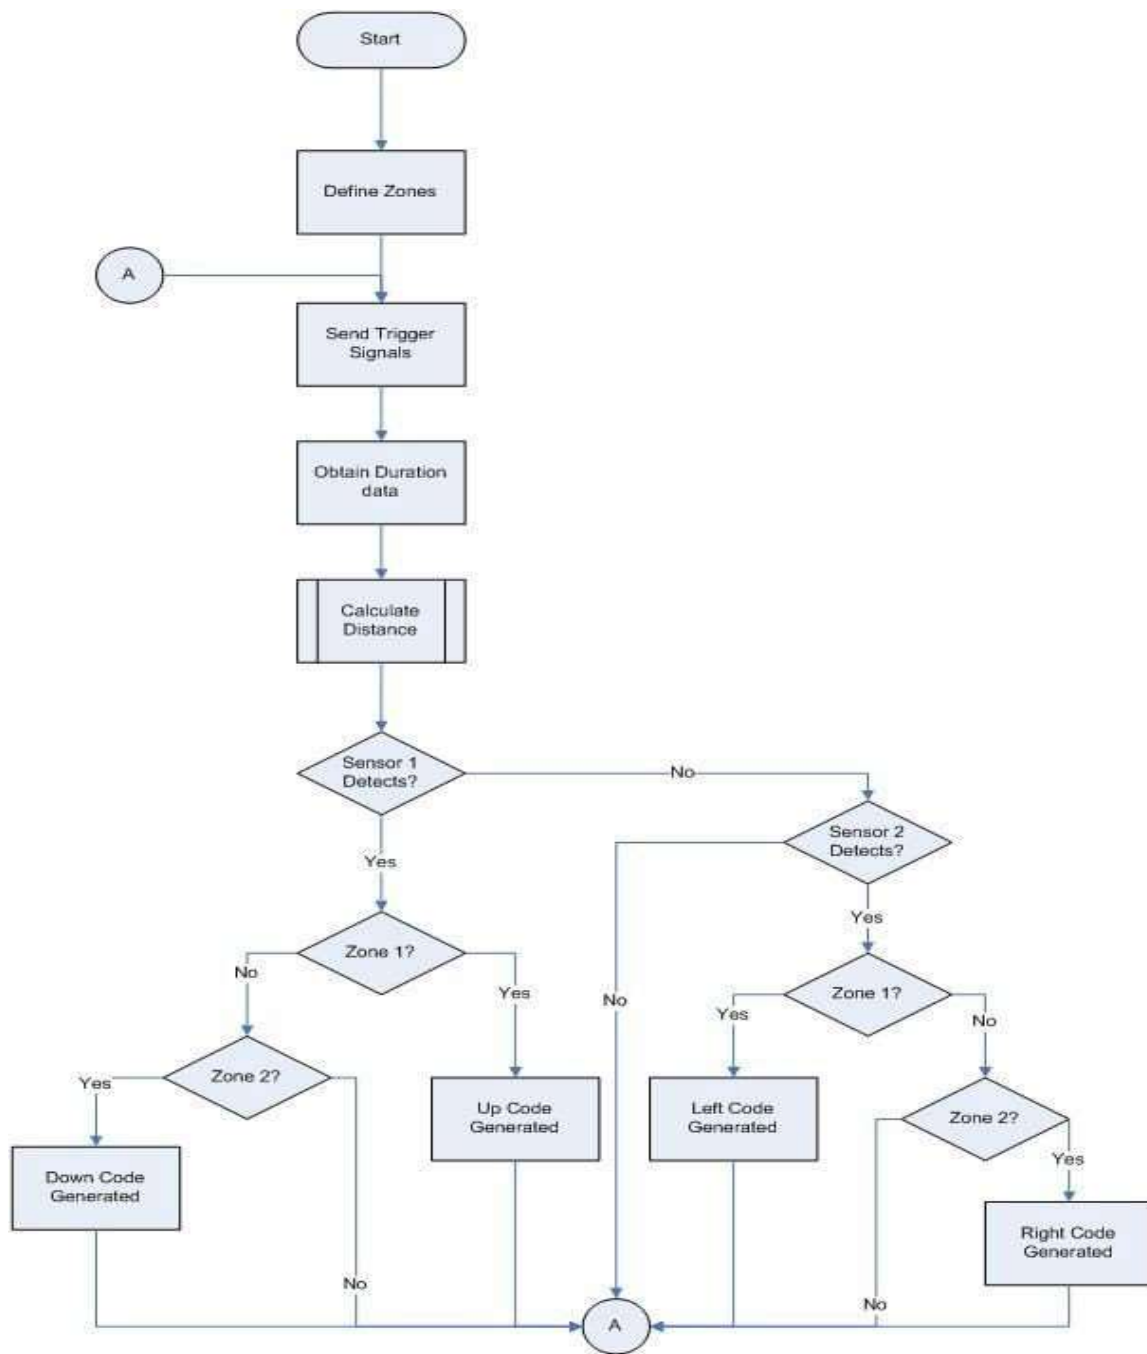 Start
Define Zones
A
Send Trigger
Signals
Obtain Duration
data
Calculate
Distance
Sensor 1
Detects?
No
Sensor 2
Detects?
Yes
Yes
Zone 1?
No
Yes
No
Zone 1?
Yes
No
Zone 2?
Yes
Up Code
Generated
Left Code
Generated
Zone 2?
Down Code
Generated
Yes
Right Code
Generated
No
No
A